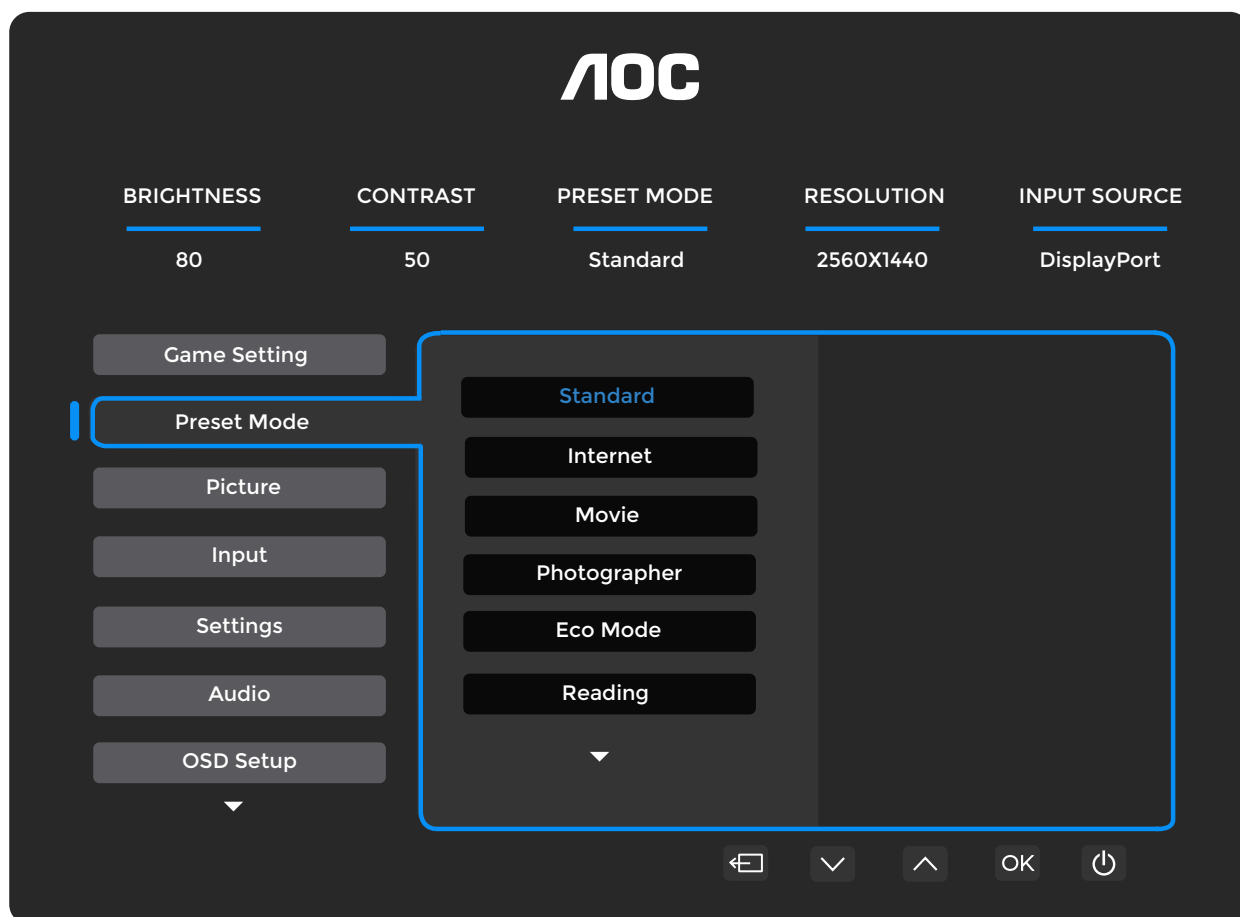 AOC
BRIGHTNESS CONTRAST PRESET MODE RESOLUTION INPUT SOURCE
80 50 Standard 2560X1440 DisplayPort
Game Setting
Preset Mode
Picture
Input
Settings
Audio
OSD Setup
Standard
Internet
Movie
Photographer
Eco Mode
Reading
OK